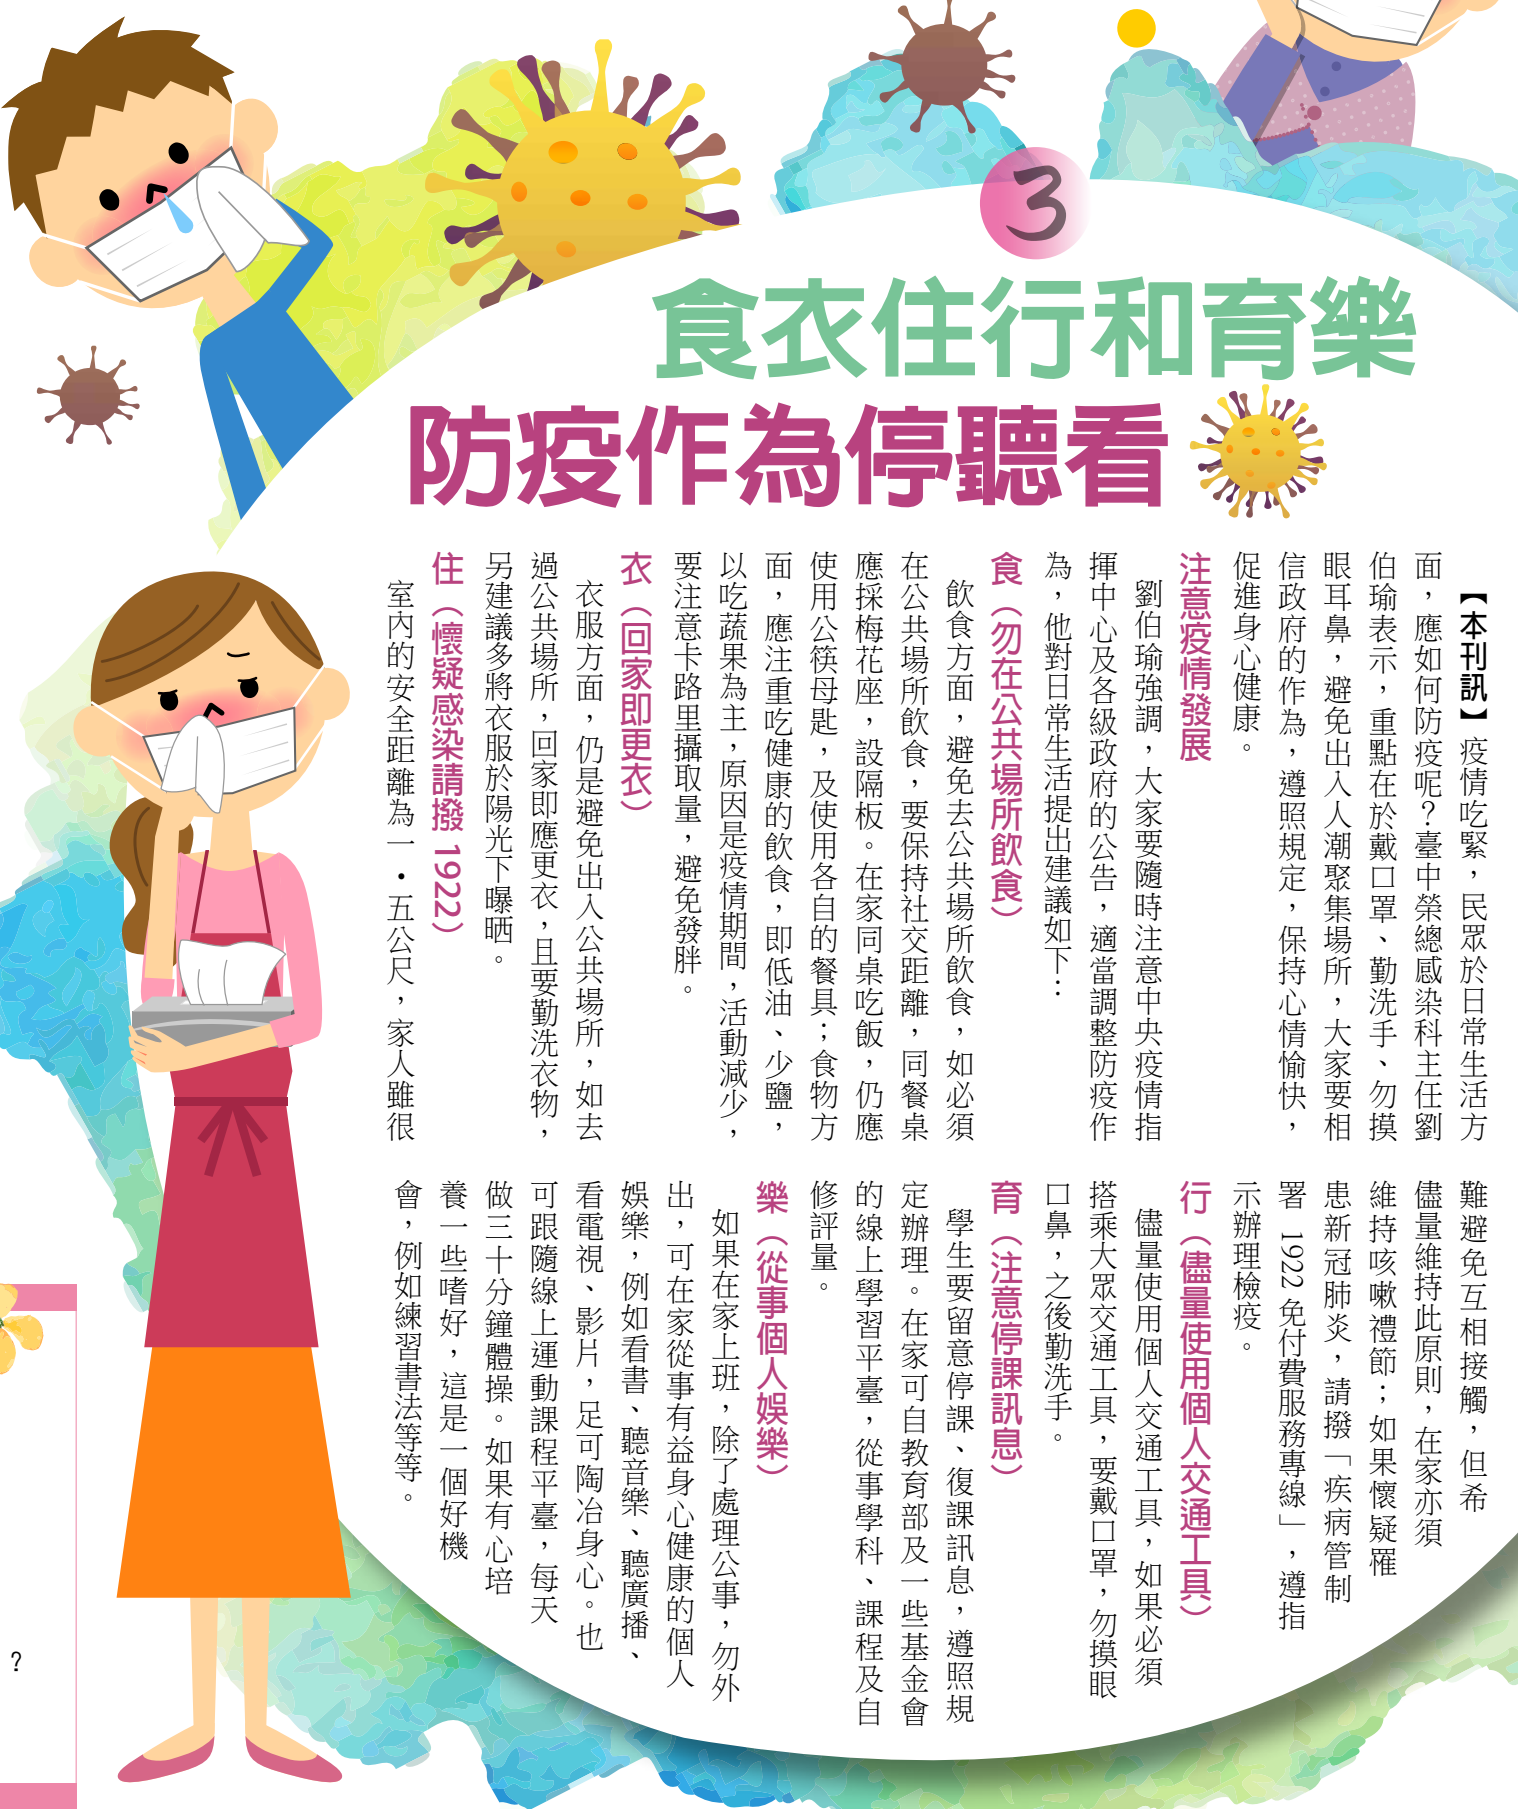 3
食衣住行和育樂
防疫作為停聽看
【本刊訊】疫情吃緊，民眾於日常生活方
面，應如何防疫呢？臺中榮總感染科主任劉
伯瑜表示，重點在於戴口罩、勤洗手、勿摸
眼耳鼻，避免出入人潮聚集場所，大家要相
信政府的作為，遵照規定，保持心情愉快，
促進身心健康。
注意疫情發展
劉伯瑜強調，大家要隨時注意中央疫情指
揮中心及各級政府的公告，適當調整防疫作
為，他對日常生活提出建議如下：
食（勿在公共場所飲食）
飲食方面，避免去公共場所飲食，如必須
在公共場所飲食，要保持社交距離，同餐桌
應採梅花座，設隔板。在家同桌吃飯，仍應
使用公筷母匙，及使用各自的餐具；食物方
面，應注重吃健康的飲食，即低油、少鹽，
以吃蔬果為主，原因是疫情期間，活動減少，
要注意卡路里攝取量，避免發胖。
衣（回家即更衣）
衣服方面，仍是避免出入公共場所，如去
過公共場所，回家即應更衣，且要勤洗衣物，
另建議多將衣服於陽光下曝晒。
住（懷疑感染請撥 1922）
室內的安全距離為一・五公尺，家人雖很
難避免互相接觸，但希
儘量維持此原則，在家亦須
維持咳嗽禮節；如果懷疑罹
患新冠肺炎，請撥「疾病管制
署 1922 免付費服務專線」，遵指
示辦理檢疫。
行（儘量使用個人交通工具）
儘量使用個人交通工具，如果必須
搭乘大眾交通工具，要戴口罩，勿摸眼
口鼻，之後勤洗手。
育（注意停課訊息）
學生要留意停課、復課訊息，遵照規
定辦理。在家可自教育部及一些基金會
的線上學習平臺，從事學科、課程及自
修評量。
樂（從事個人娛樂）
如果在家上班，除了處理公事，勿外
出，可在家從事有益身心健康的個人
娛樂，例如看書、聽音樂、聽廣播、
看電視、影片，足可陶冶身心。也
可跟隨線上運動課程平臺，每天
做三十分鐘體操。如果有心培
養一些嗜好，這是一個好機
會，例如練習書法等等。
？